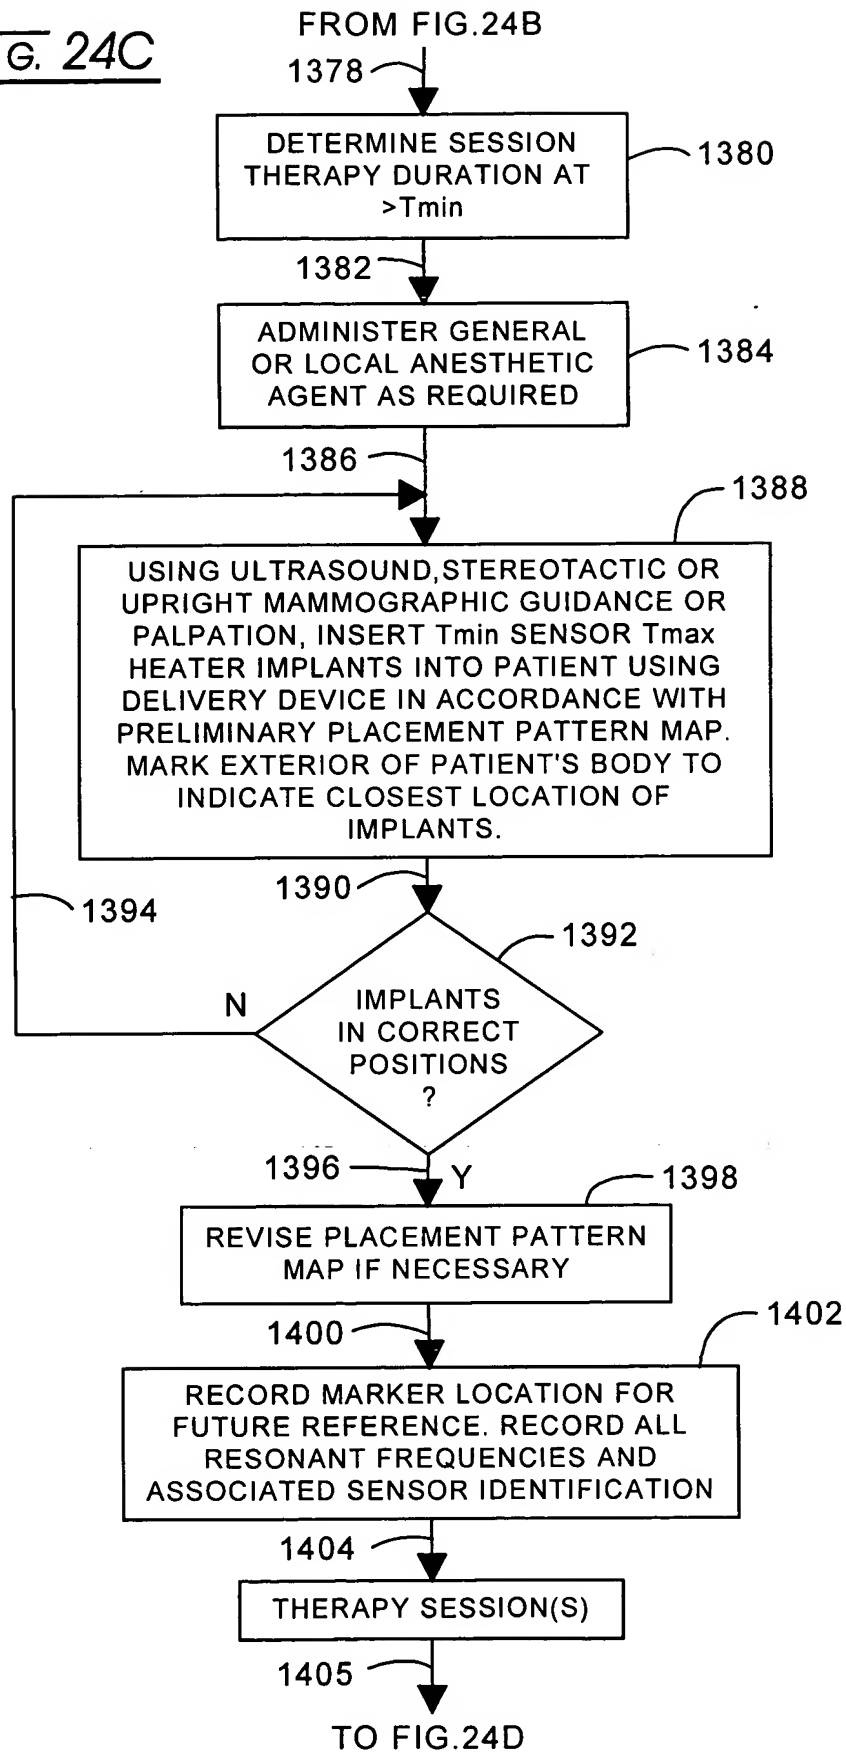 FROM FIG.24B
G. 24C
1378
DETERMINE SESSION
THERAPY DURATION AT
>Tmin
1380
1382
ADMINISTER GENERAL
OR LOCAL ANESTHETIC
AGENT AS REQUIRED
1384
1386
1388
USING ULTRASOUND,STEREOTACTIC OR
UPRIGHT MAMMOGRAPHIC GUIDANCE OR
PALPATION, INSERT Tmin SENSOR Tmax
HEATER IMPLANTS INTO PATIENT USING
DELIVERY DEVICE IN ACCORDANCE WITH
PRELIMINARY PLACEMENT PATTERN MAP.
MARK EXTERIOR OF PATIENT'S BODY TO
INDICATE CLOSEST LOCATION OF
IMPLANTS.
1390
1394
1392
N
IMPLANTS
IN CORRECT
POSITIONS
?
1396
Y
1398
REVISE PLACEMENT PATTERN
MAP IF NECESSARY
1400
1402
RECORD MARKER LOCATION FOR
FUTURE REFERENCE. RECORD ALL
RESONANT FREQUENCIES AND
ASSOCIATED SENSOR IDENTIFICATION
1404
THERAPY SESSION(S)
1405
TO FIG.24D